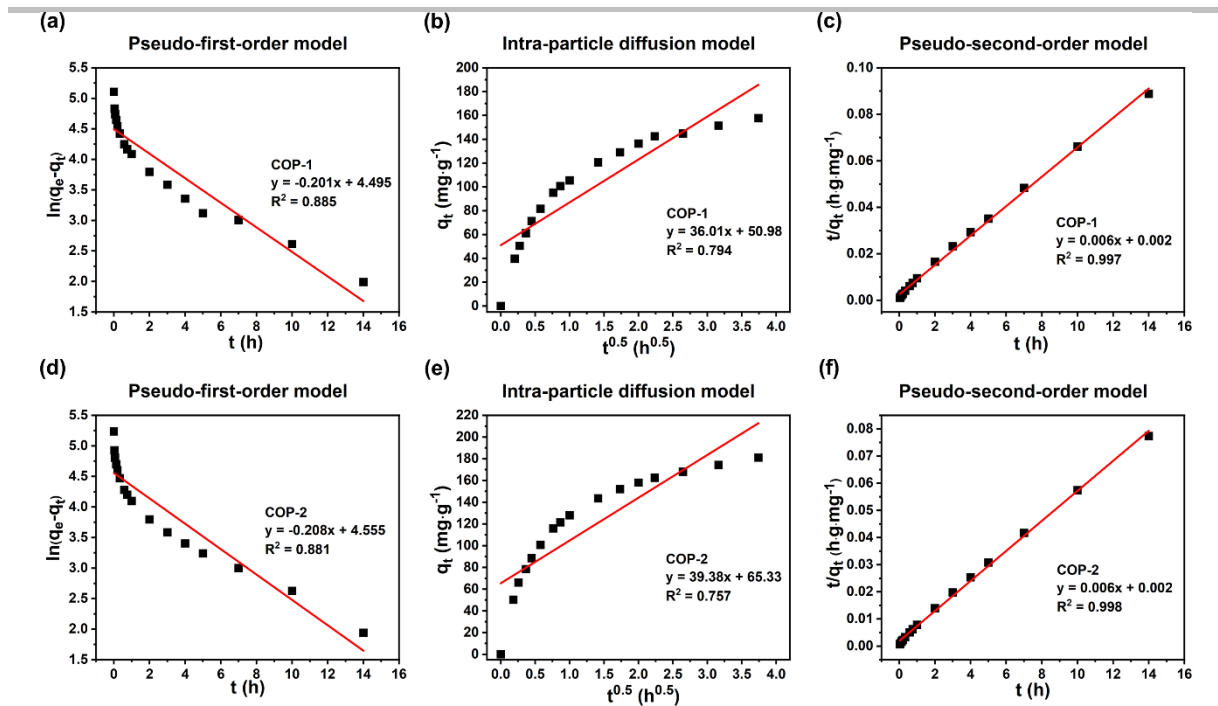 (a)
Pseudo-first-order model
ln(qe-qt)
5.5
5.0
4.5
4.0
3.5
3.0
2.5
2.0
1.5
COP-1
y = -0.201x + 4.495
R² = 0.885
0 2 4 6 8 10 12 14 16
t (h)
(b)
Intra-particle diffusion model
qt (mg·g-1)
200
180
160
140
120
100
80
60
40
20
0
COP-1
y = 36.01x + 50.98
R² = 0.794
0.0 0.5 1.0 1.5 2.0 2.5 3.0 3.5 4.0
t0.5 (h0.5)
(c)
Pseudo-second-order model
t/qt (h·g·mg-1)
0.10
0.08
0.06
0.04
0.02
0.00
COP-1
y = 0.006x + 0.002
R² = 0.997
0 2 4 6 8 10 12 14 16
t (h)
(d)
Pseudo-first-order model
ln(qe-qt)
5.5
5.0
4.5
4.0
3.5
3.0
2.5
2.0
1.5
COP-2
y = -0.208x + 4.555
R² = 0.881
0 2 4 6 8 10 12 14 16
t (h)
(e)
Intra-particle diffusion model
qt (mg·g-1)
220
200
180
160
140
120
100
80
60
40
20
0
COP-2
y = 39.38x + 65.33
R² = 0.757
0.0 0.5 1.0 1.5 2.0 2.5 3.0 3.5 4.0
t0.5 (h0.5)
(f)
Pseudo-second-order model
t/qt (h·g·mg-1)
0.08
0.07
0.06
0.05
0.04
0.03
0.02
0.01
0.00
COP-2
y = 0.006x + 0.002
R² = 0.998
0 2 4 6 8 10 12 14 16
t (h)